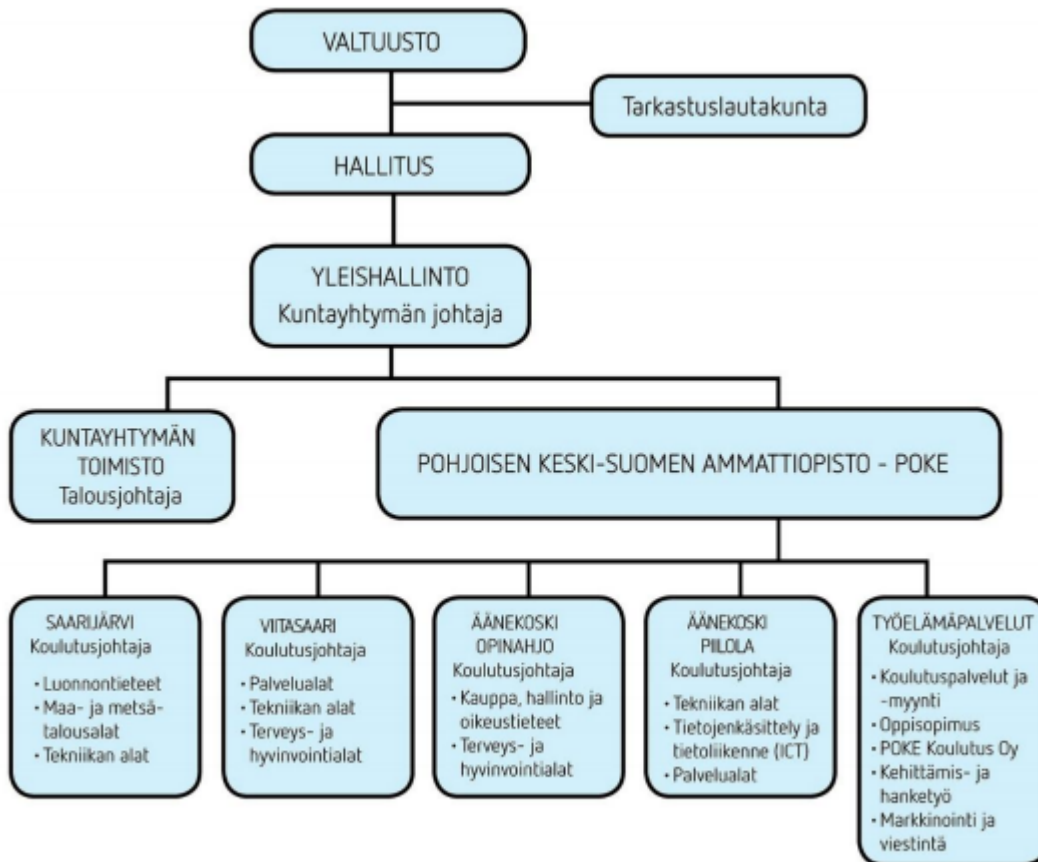 VALTUUSTO
Tarkastuslautakunta
HALLITUS
YLEISHALLINTO
Kuntayhtymän johtaja
KUNTAYHTYMÄN
TOIMISTO
Talousjohtaja
POHJOISEN KESKI-SUOMEN AMMATTIOPISTO - POKE
SAARIJÄRVI
Koulutusjohtaja
• Luonnontieteet
• Maa- ja metsä-
talousalat
• Tekniikan alat
VIITASAARI
Koulutusjohtaja
• Palvelualat
• Tekniikan alat
• Terveys- ja
hyvinvointialat
ÄÄNEKOSKI
OPINAHJO
Koulutusjohtaja
• Kauppa, hallinto ja
oikeustieteet
• Terveys- ja
hyvinvointialat
ÄÄNEKOSKI
PIILOLA
Koulutusjohtaja
• Tekniikan alat
• Tietojenkäsittely ja
tietoliikenne (ICT)
• Palvelualat
TYÖELÄMÄPALVELUT
Koulutusjohtaja
• Koulutuspalvelut ja
-myynti
• Oppisopimus
• POKE Koulutus Oy
• Kehittämis- ja
hanketyö
• Markkinointi ja
viestintä